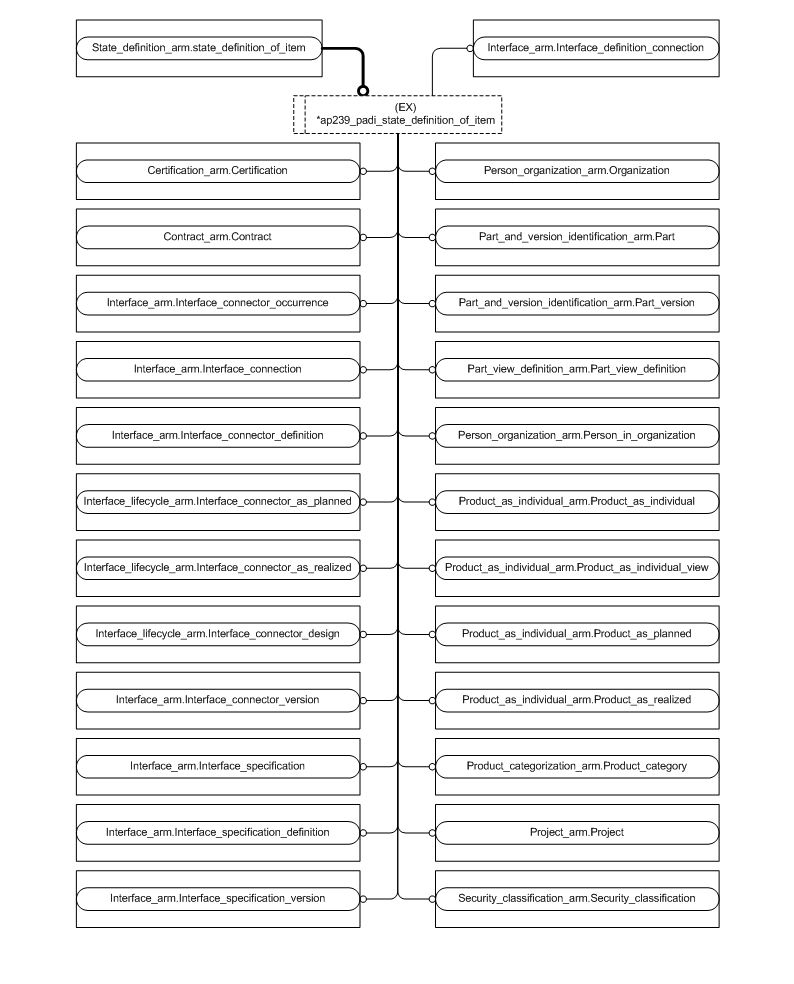 State_definition_arm.state_definition_of_item
Interface_arm.Interface_definition_connection
(EX)
*ap239_padi_state_definition_of_item
Certification_arm.Certification
Person_organization_arm.Organization
Contract_arm.Contract
Part_and_version_identification_arm.Part
Interface_arm.Interface_connector_occurrence
Part_and_version_identification_arm.Part_version
Interface_arm.Interface_connection
Part_view_definition_arm.Part_view_definition
Interface_arm.Interface_connector_definition
Person_organization_arm.Person_in_organization
Interface_lifecycle_arm.Interface_connector_as_planned
Product_as_individual_arm.Product_as_individual
Interface_lifecycle_arm.Interface_connector_as_realized
Product_as_individual_arm.Product_as_individual_view
Interface_lifecycle_arm.Interface_connector_design
Product_as_individual_arm.Product_as_planned
Interface_arm.Interface_connector_version
Product_as_individual_arm.Product_as_realized
Interface_arm.Interface_specification
Product_categorization_arm.Product_category
Interface_arm.Interface_specification_definition
Project_arm.Project
Interface_arm.Interface_specification_version
Security_classification_arm.Security_classification